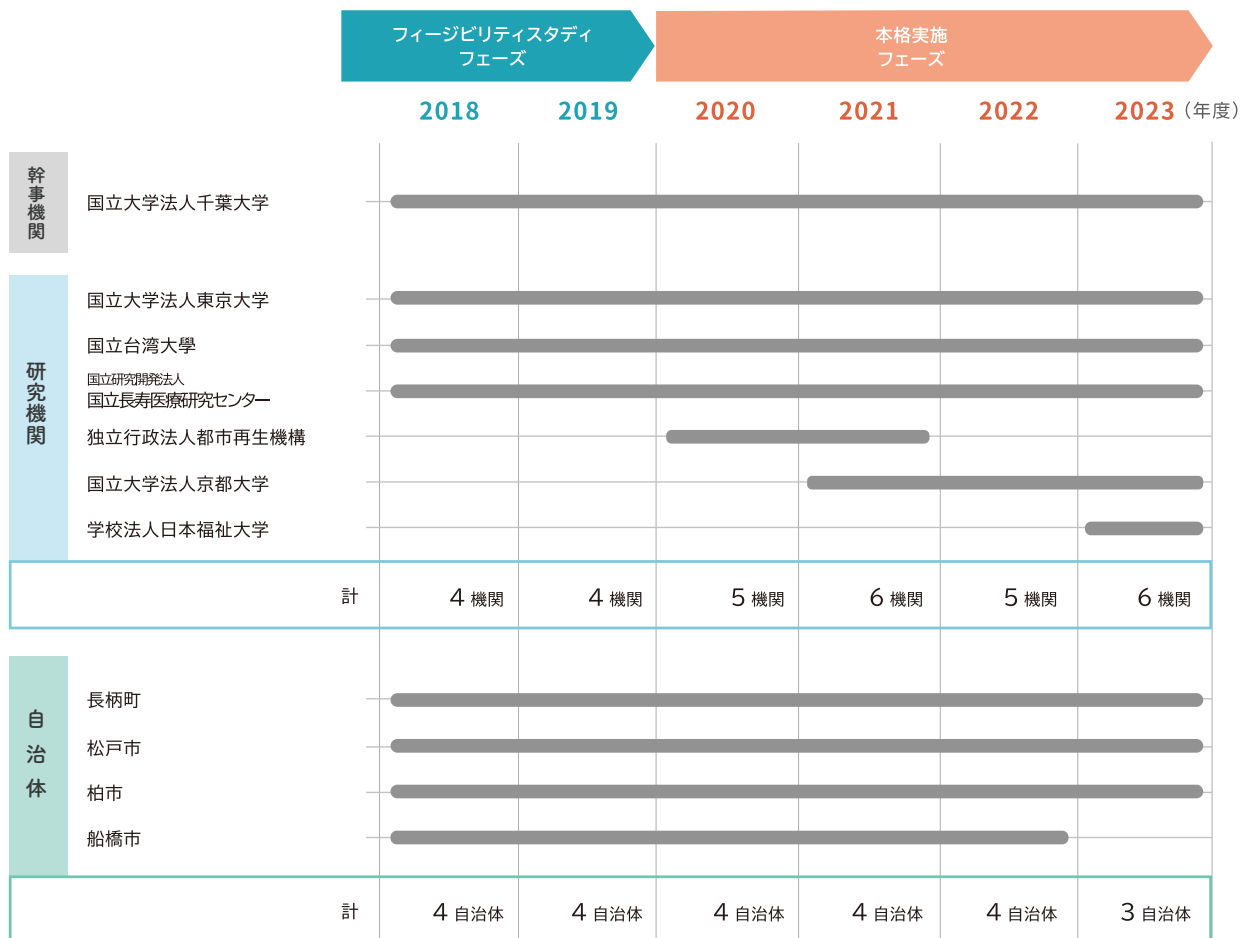 フィージビリティスタディ
フェーズ
本格実施
フェーズ
2018
2019
2020
2021
2022
2023（年度）
幹事機関
国立大学法人千葉大学
研究機関
国立大学法人東京大学
国立台湾大學
国立研究開発法人
国立長寿医療研究センター
独立行政法人都市再生機構
国立大学法人京都大学
学校法人日本福祉大学
計
4 機関
4 機関
5 機関
6 機関
5 機関
6 機関
自治体
長柄町
松戸市
柏市
船橋市
計
4 自治体
4 自治体
4 自治体
4 自治体
4 自治体
3 自治体